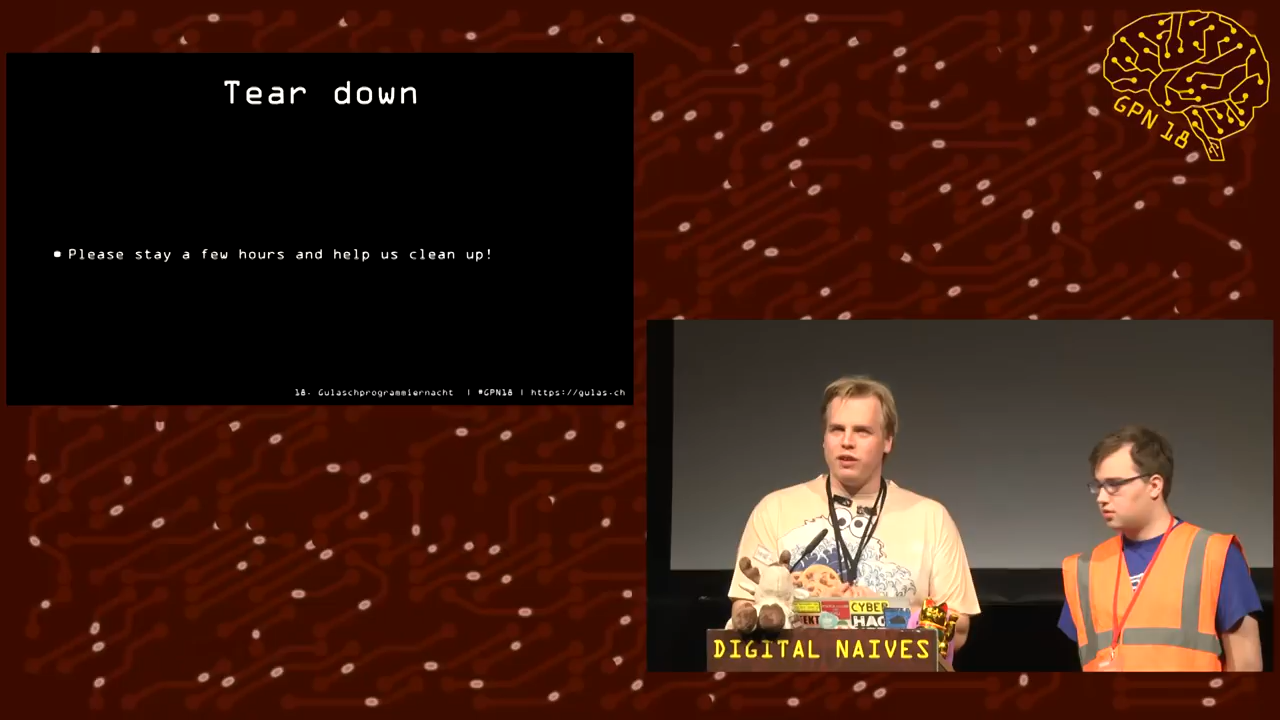 Tear down
Please stay a few hours and help us clean up!
18. Gulaschprogrammiernacht | #GPN18 | https://gulas.ch
GPN 18
CYBER
HAC
DIGITAL NAIVES